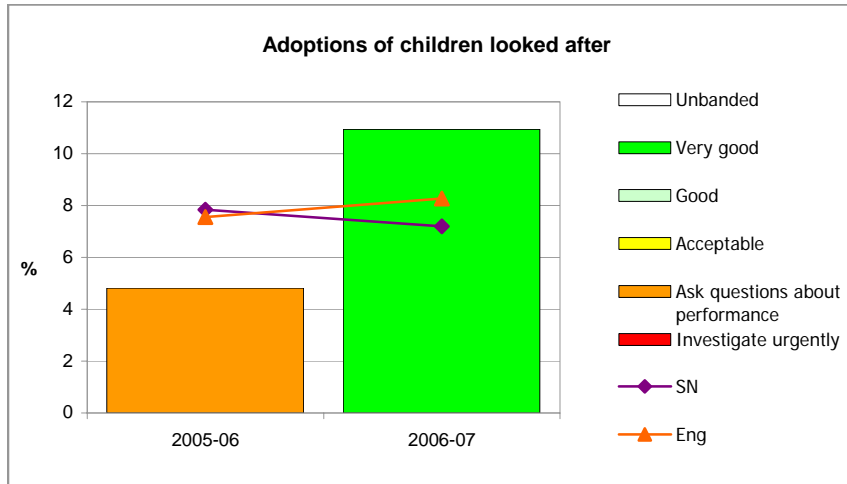 Adoptions of children looked after
12
10
8
6
4
2
0
%
2005-06
2006-07
Unbanded
Very good
Good
Acceptable
Ask questions about
performance
Investigate urgently
SN
Eng